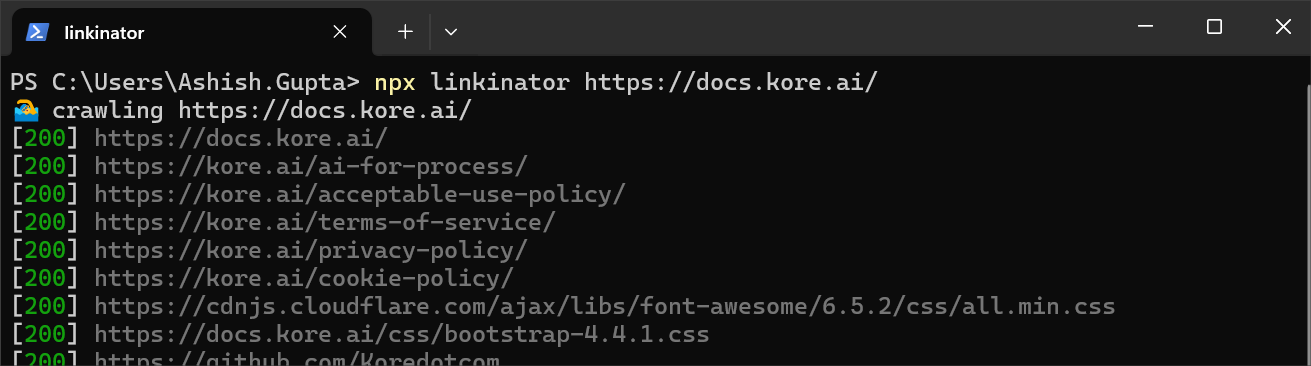 linkinator
PS C:\Users\Ashish.Gupta> npx linkinator https://docs.kore.ai/
🏊 crawling https://docs.kore.ai/
[200] https://docs.kore.ai/
[200] https://kore.ai/ai-for-process/
[200] https://kore.ai/acceptable-use-policy/
[200] https://kore.ai/terms-of-service/
[200] https://kore.ai/privacy-policy/
[200] https://kore.ai/cookie-policy/
[200] https://cdnjs.cloudflare.com/ajax/libs/font-awesome/6.5.2/css/all.min.css
[200] https://docs.kore.ai/css/bootstrap-4.4.1.css
[200] https://github.com/Koredotcom